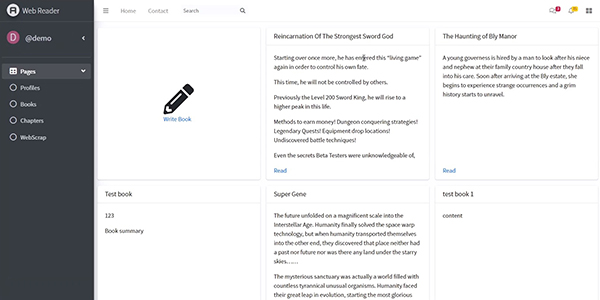 Web Reader
Home
Contact
Search
D
@demo
Pages
Profiles
Books
Chapters
WebScrap
Write Book
Reincarnation Of The Strongest Sword God
Starting over once more, he has entered this "living game"
again in order to control his own fate.
This time, he will not be controlled by others.
Previously the Level 200 Sword King, he will rise to a
higher peak in this life.
Methods to earn money! Dungeon conquering strategies!
Legendary Quests! Equipment drop locations!
Undiscovered battle techniques!
Even the secrets Beta Testers were unknowledgeable of,
Read
The Haunting of Bly Manor
A young governess is hired by a man to look after his niece
and nephew at their family country house after they fall
into his care. Soon after arriving at the Bly estate, she
begins to experience strange occurrences and a grim
history starts to unravel.
Read
Test book
123
Book summary
Super Gene
The future unfolded on a magnificent scale into the
Interstellar Age. Humanity finally solved the space warp
technology, but when humanity transported themselves
into the other end, they discovered that place neither had
a past nor future nor was there any land under the starry
skies......
The mysterious sanctuary was actually a world filled with
countless tyrannical unusual organisms. Humanity faced
their great leap in evolution, starting the most glorious
test book 1
content